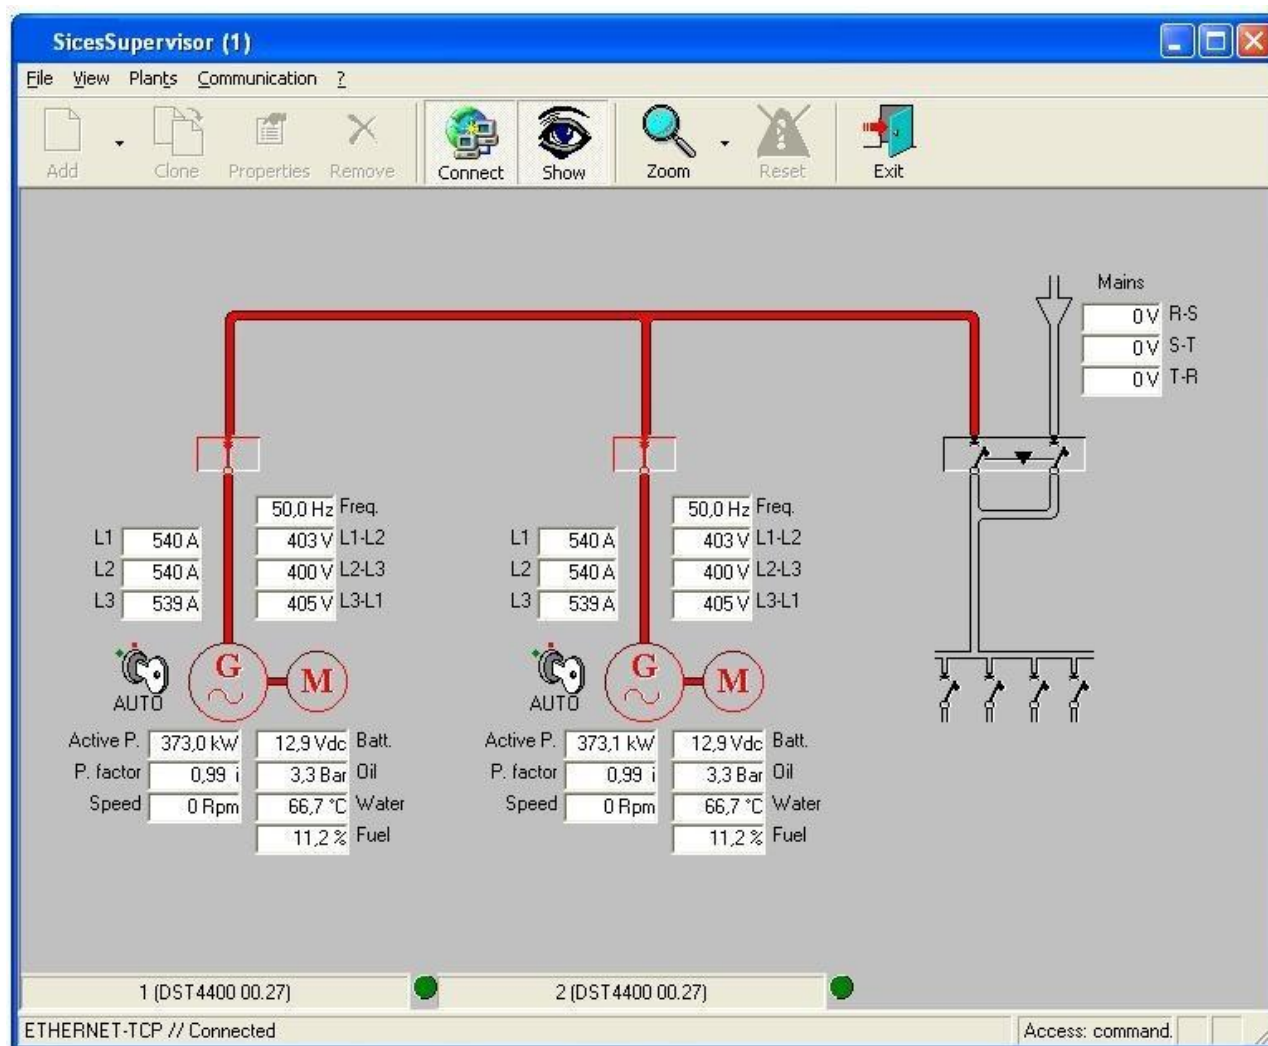 SicesSupervisor (1)
File View Plants Communication ?
Add Clone Properties Remove Connect Show Zoom Reset Exit
Mains
0 V R-S
0 V S-T
0 V T-R
50,0 Hz Freq. 50,0 Hz Freq.
L1 540 A 403 V L1-L2 L1 540 A 403 V L1-L2
L2 540 A 400 V L2-L3 L2 540 A 400 V L2-L3
L3 539 A 405 V L3-L1 L3 539 A 405 V L3-L1
G M G M
AUTO AUTO
Active P. 373,0 kW 12,9 Vdc Batt. Active P. 373,1 kW 12,9 Vdc Batt.
P. factor 0,99 i 3,3 Bar Oil P. factor 0,99 i 3,3 Bar Oil
Speed 0 Rpm 66,7 °C Water Speed 0 Rpm 66,7 °C Water
11,2 % Fuel 11,2 % Fuel
1 (DST4400 00.27) 2 (DST4400 00.27)
ETHERNET-TCP // Connected Access: command.